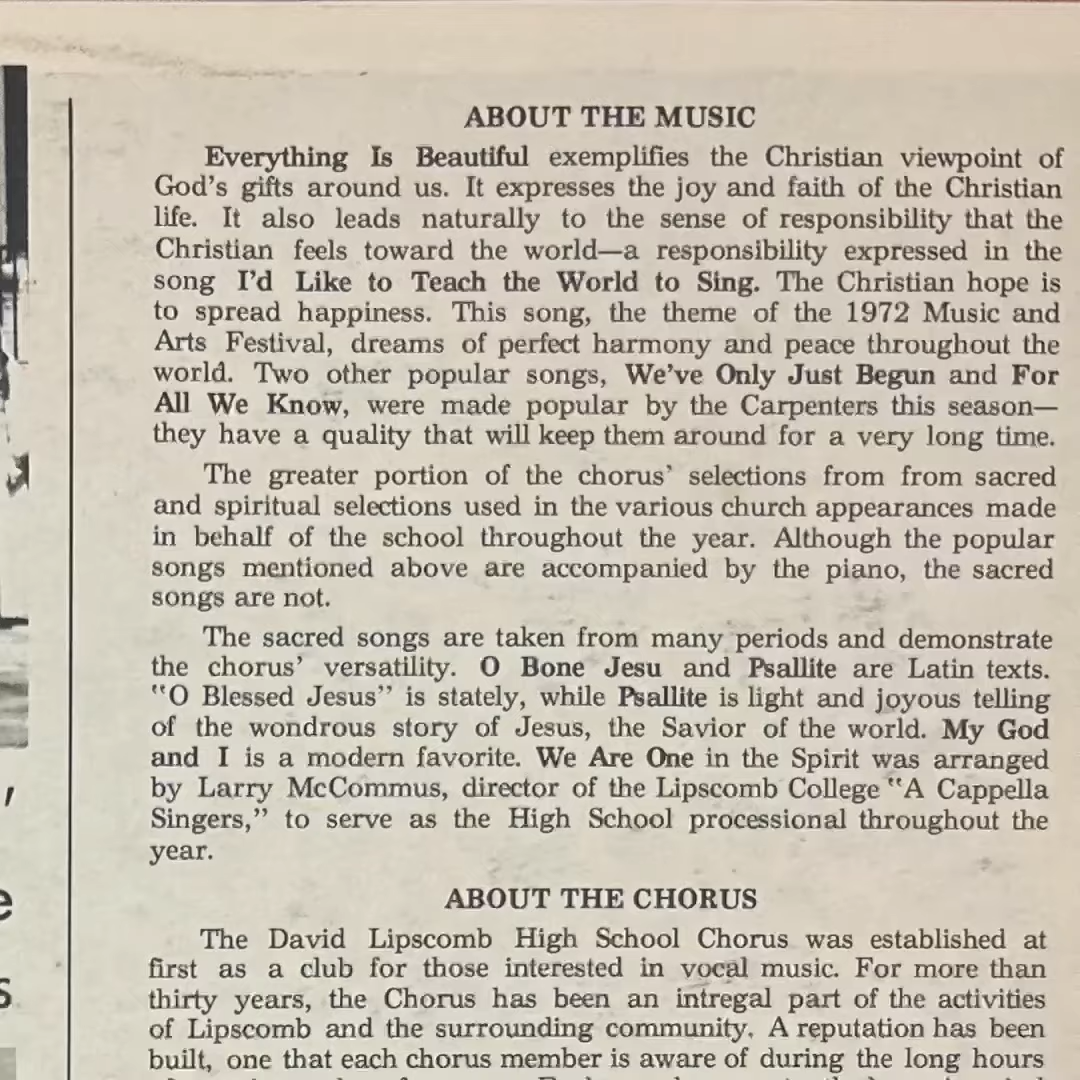 ABOUT THE MUSIC
Everything Is Beautiful exemplifies the Christian viewpoint of
God's gifts around us. It expresses the joy and faith of the Christian
life. It also leads naturally to the sense of responsibility that the
Christian feels toward the world—a responsibility expressed in the
song I'd Like to Teach the World to Sing. The Christian hope is
to spread happiness. This song, the theme of the 1972 Music and
Arts Festival, dreams of perfect harmony and peace throughout the
world. Two other popular songs, We've Only Just Begun and For
All We Know, were made popular by the Carpenters this season—
they have a quality that will keep them around for a very long time.
The greater portion of the chorus' selections from from sacred
and spiritual selections used in the various church appearances made
in behalf of the school throughout the year. Although the popular
songs mentioned above are accompanied by the piano, the sacred
songs are not.
The sacred songs are taken from many periods and demonstrate
the chorus' versatility. O Bone Jesu and Psallite are Latin texts.
"O Blessed Jesus" is stately, while Psallite is light and joyous telling
of the wondrous story of Jesus, the Savior of the world. My God
and I is a modern favorite. We Are One in the Spirit was arranged
by Larry McCommus, director of the Lipscomb College "A Cappella
Singers," to serve as the High School processional throughout the
year.
ABOUT THE CHORUS
The David Lipscomb High School Chorus was established at
first as a club for those interested in vocal music. For more than
thirty years, the Chorus has been an intregal part of the activities
of Lipscomb and the surrounding community. A reputation has been
built, one that each chorus member is aware of during the long hours